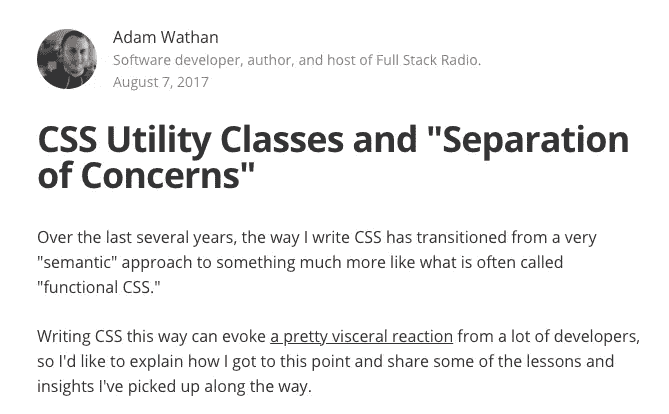 Adam Wathan
Software developer, author, and host of Full Stack Radio.
August 7, 2017
CSS Utility Classes and "Separation
of Concerns"
Over the last several years, the way I write CSS has transitioned from a very
"semantic" approach to something much more like what is often called
"functional CSS."
Writing CSS this way can evoke a pretty visceral reaction from a lot of developers,
so I'd like to explain how I got to this point and share some of the lessons and
insights I've picked up along the way.